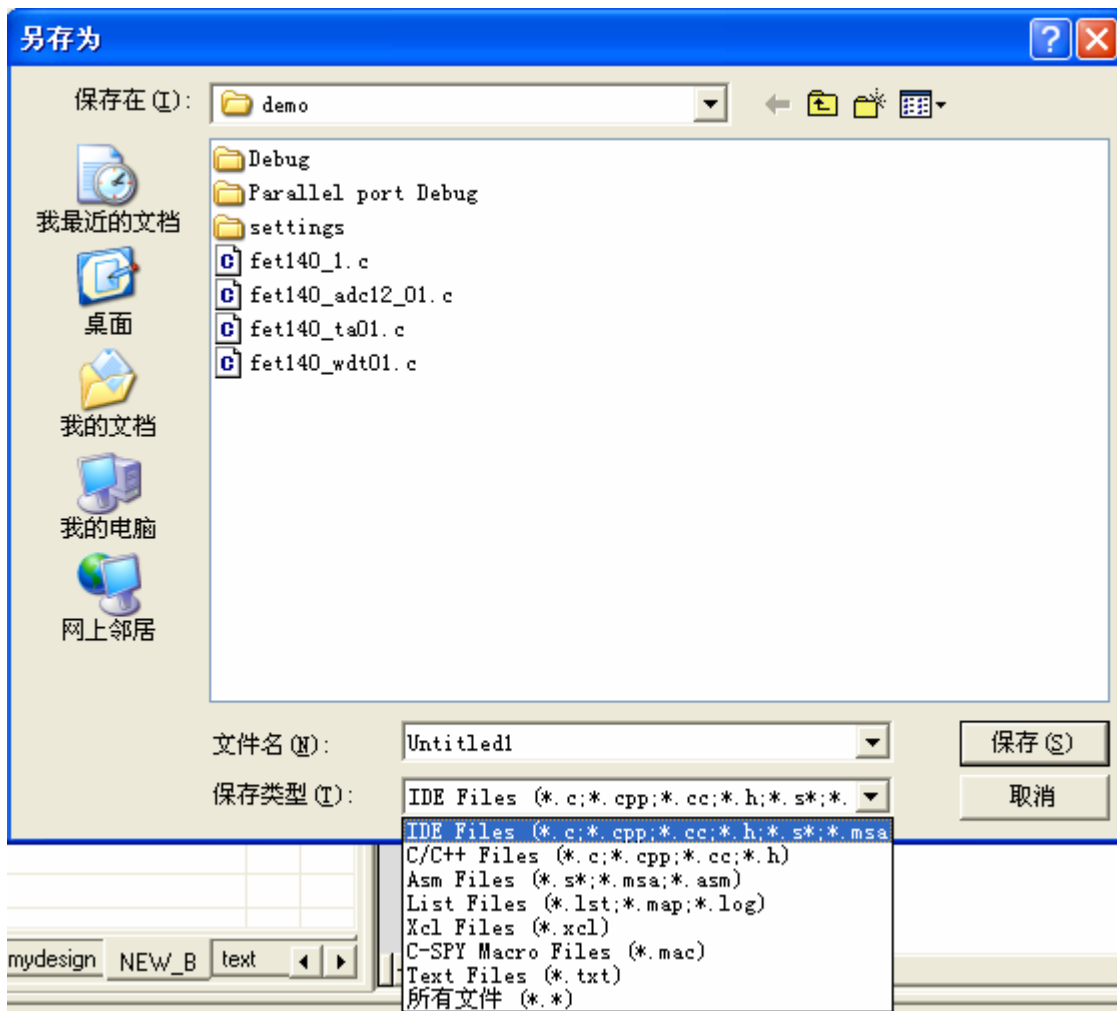 另存为
保存在(I):
demo
Debug
Parallel port Debug
settings
fet140_1.c
fet140_adc12_01.c
fet140_ta01.c
fet140_wdt01.c
我最近的文档
桌面
我的文档
我的电脑
网上邻居
文件名(N):
Untitled1
保存(S)
保存类型(T):
IDE Files (*.c;*.cpp;*.cc;*.h;*.s*;*.
取消
IDE Files (*.c;*.cpp;*.cc;*.h;*.s*;*.msa
C/C++ Files (*.c;*.cpp;*.cc;*.h)
Asm Files (*.s*;*.msa;*.asm)
List Files (*.lst;*.map;*.log)
Xcl Files (*.xcl)
C-SPY Macro Files (*.mac)
Text Files (*.txt)
所有文件 (*.*)
mydesign NEW_B text